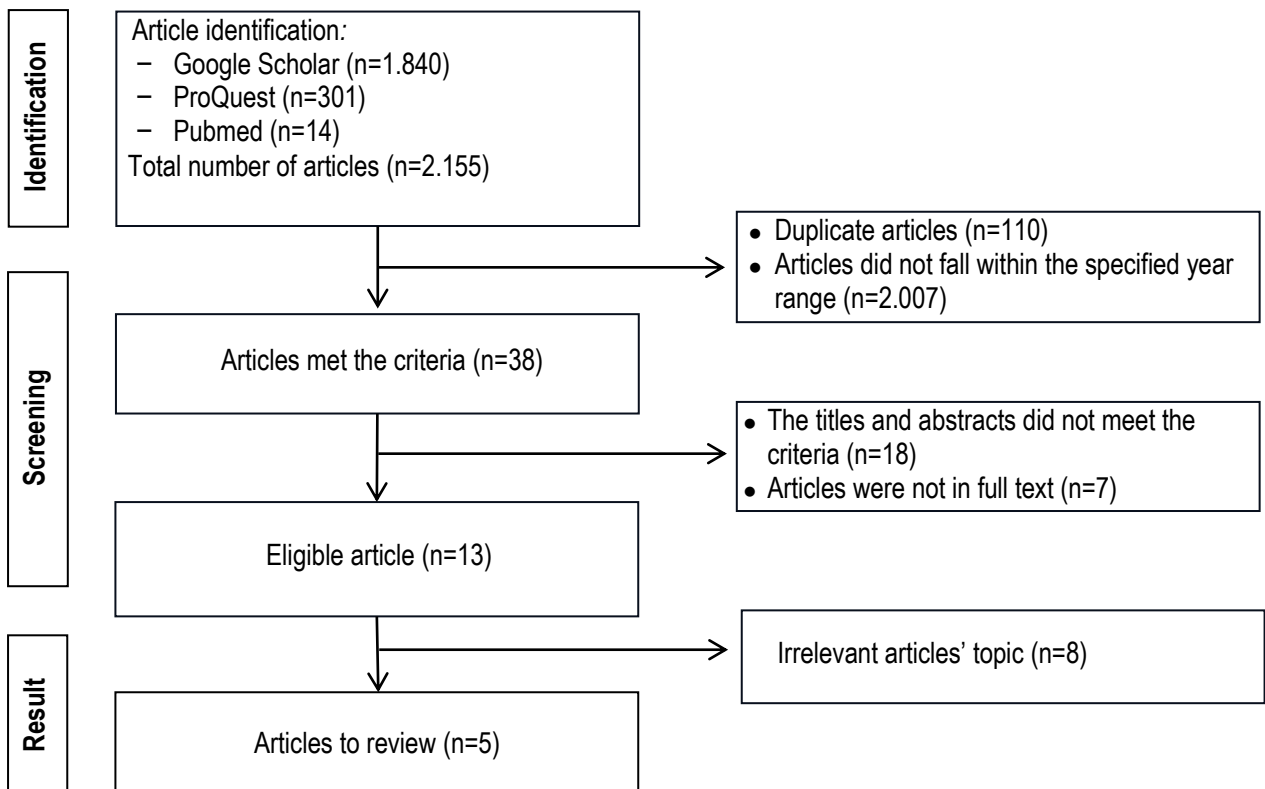 Identification
Article identification:
– Google Scholar (n=1.840)
– ProQuest (n=301)
– Pubmed (n=14)
Total number of articles (n=2.155)
● Duplicate articles (n=110)
● Articles did not fall within the specified year
range (n=2.007)
Screening
Articles met the criteria (n=38)
● The titles and abstracts did not meet the
criteria (n=18)
● Articles were not in full text (n=7)
Eligible article (n=13)
Result
Irrelevant articles’ topic (n=8)
Articles to review (n=5)